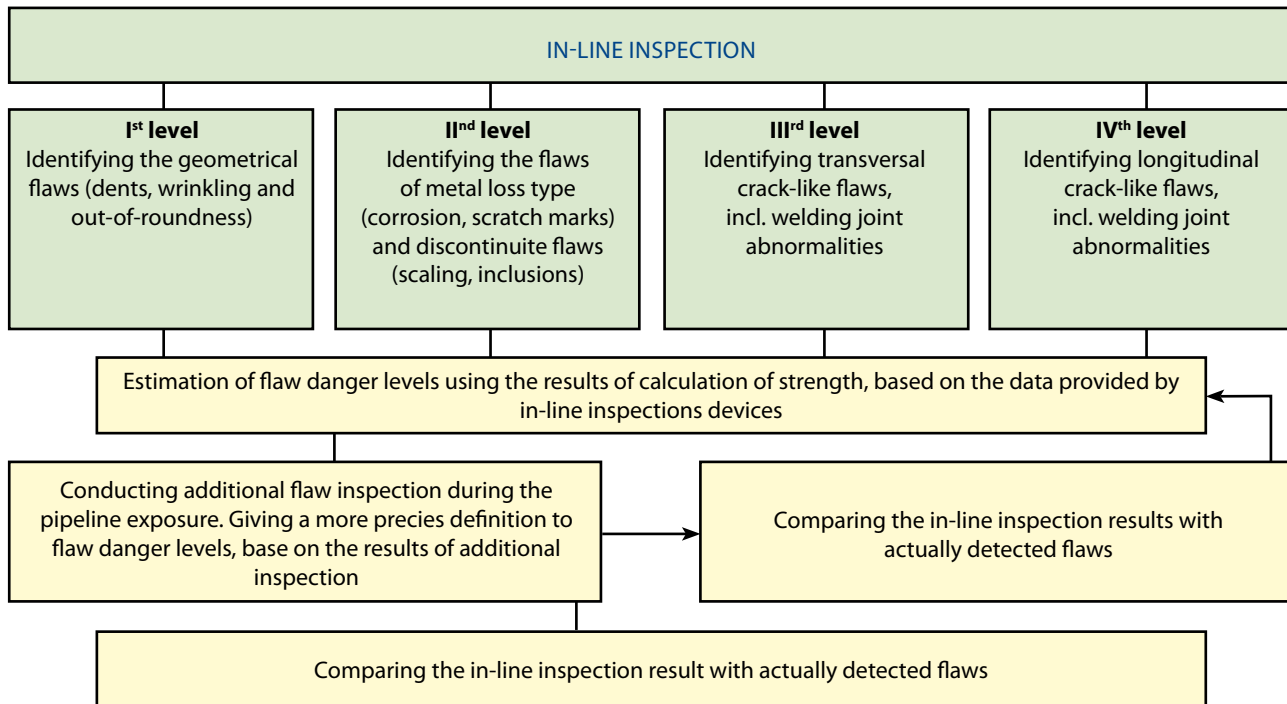 IN-LINE INSPECTION
Ist level
Identifying the geometrical
flaws (dents, wrinkling and
out-of-roundness)
IInd level
Identifying the flaws
of metal loss type
(corrosion, scratch marks)
and discontinuite flaws
(scaling, inclusions)
IIIrd level
Identifying transversal
crack-like flaws,
incl. welding joint
abnormalities
IVth level
Identifying longitudinal
crack-like flaws,
incl. welding joint
abnormalities
Estimation of flaw danger levels using the results of calculation of strength, based on the data provided by
in-line inspections devices
Conducting additional flaw inspection during the
pipeline exposure. Giving a more precies definition to
flaw danger levels, base on the results of additional
inspection
Comparing the in-line inspection results with
actually detected flaws
Comparing the in-line inspection result with actually detected flaws